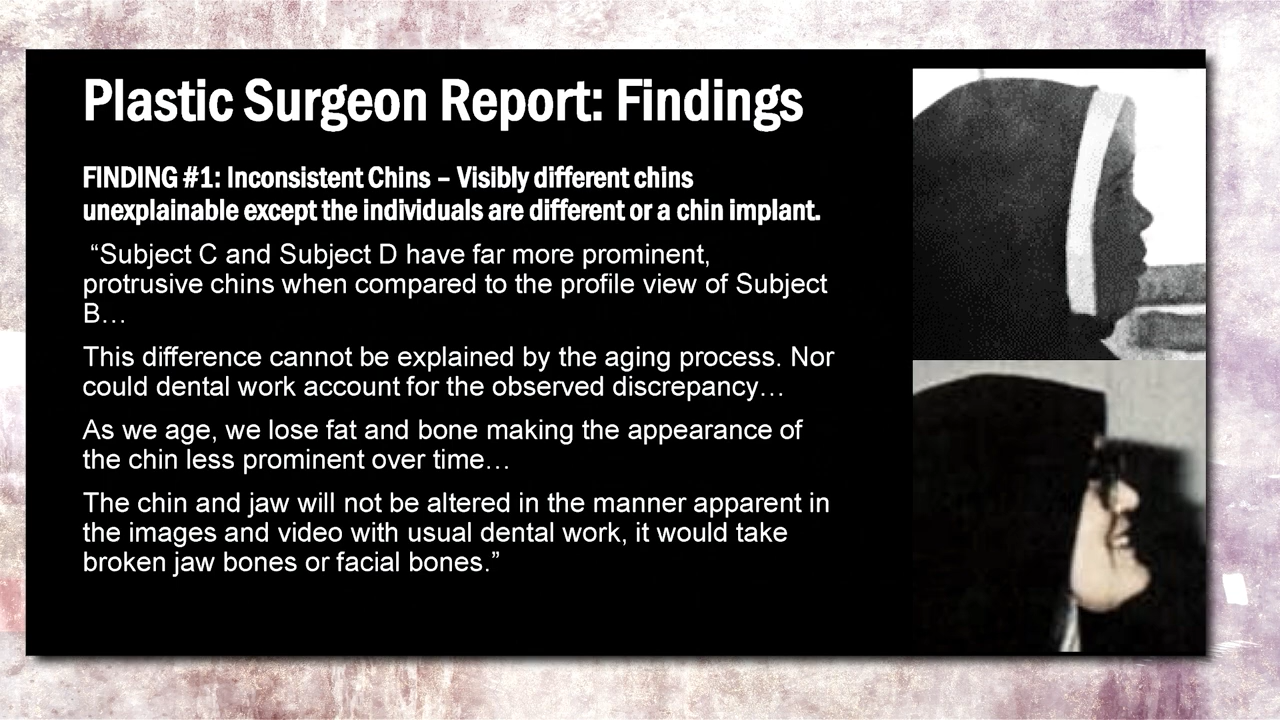 Plastic Surgeon Report: Findings
FINDING #1: Inconsistent Chins – Visibly different chins
unexplainable except the individuals are different or a chin implant.
“Subject C and Subject D have far more prominent,
protrusive chins when compared to the profile view of Subject
B…
This difference cannot be explained by the aging process. Nor
could dental work account for the observed discrepancy…
As we age, we lose fat and bone making the appearance of
the chin less prominent over time…
The chin and jaw will not be altered in the manner apparent in
the images and video with usual dental work, it would take
broken jaw bones or facial bones.”